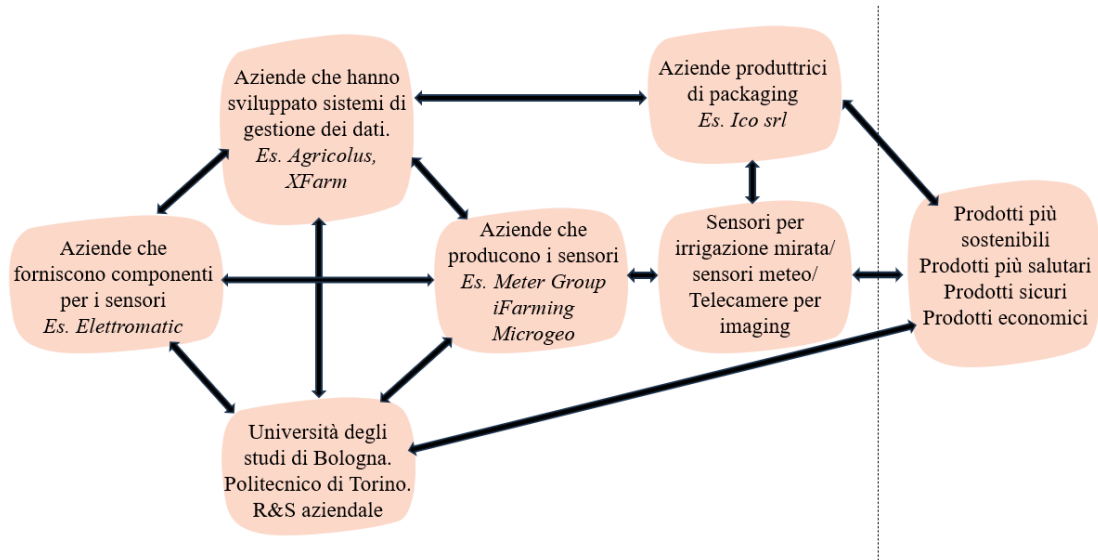 Aziende che hanno
sviluppato sistemi di
gestione dei dati.
Es. Agricolus,
XFarm
Aziende produttrici
di packaging
Es. Ico srl
Aziende che
forniscono componenti
per i sensori
Es. Elettromatic
Aziende che
producono i sensori
Es. Meter Group
iFarming
Microgeo
Sensori per
irrigazione mirata/
sensori meteo/
Telecamere per
imaging
Prodotti più
sostenibili
Prodotti più salutari
Prodotti sicuri
Prodotti economici
Università degli
studi di Bologna.
Politecnico di Torino.
R&S aziendale